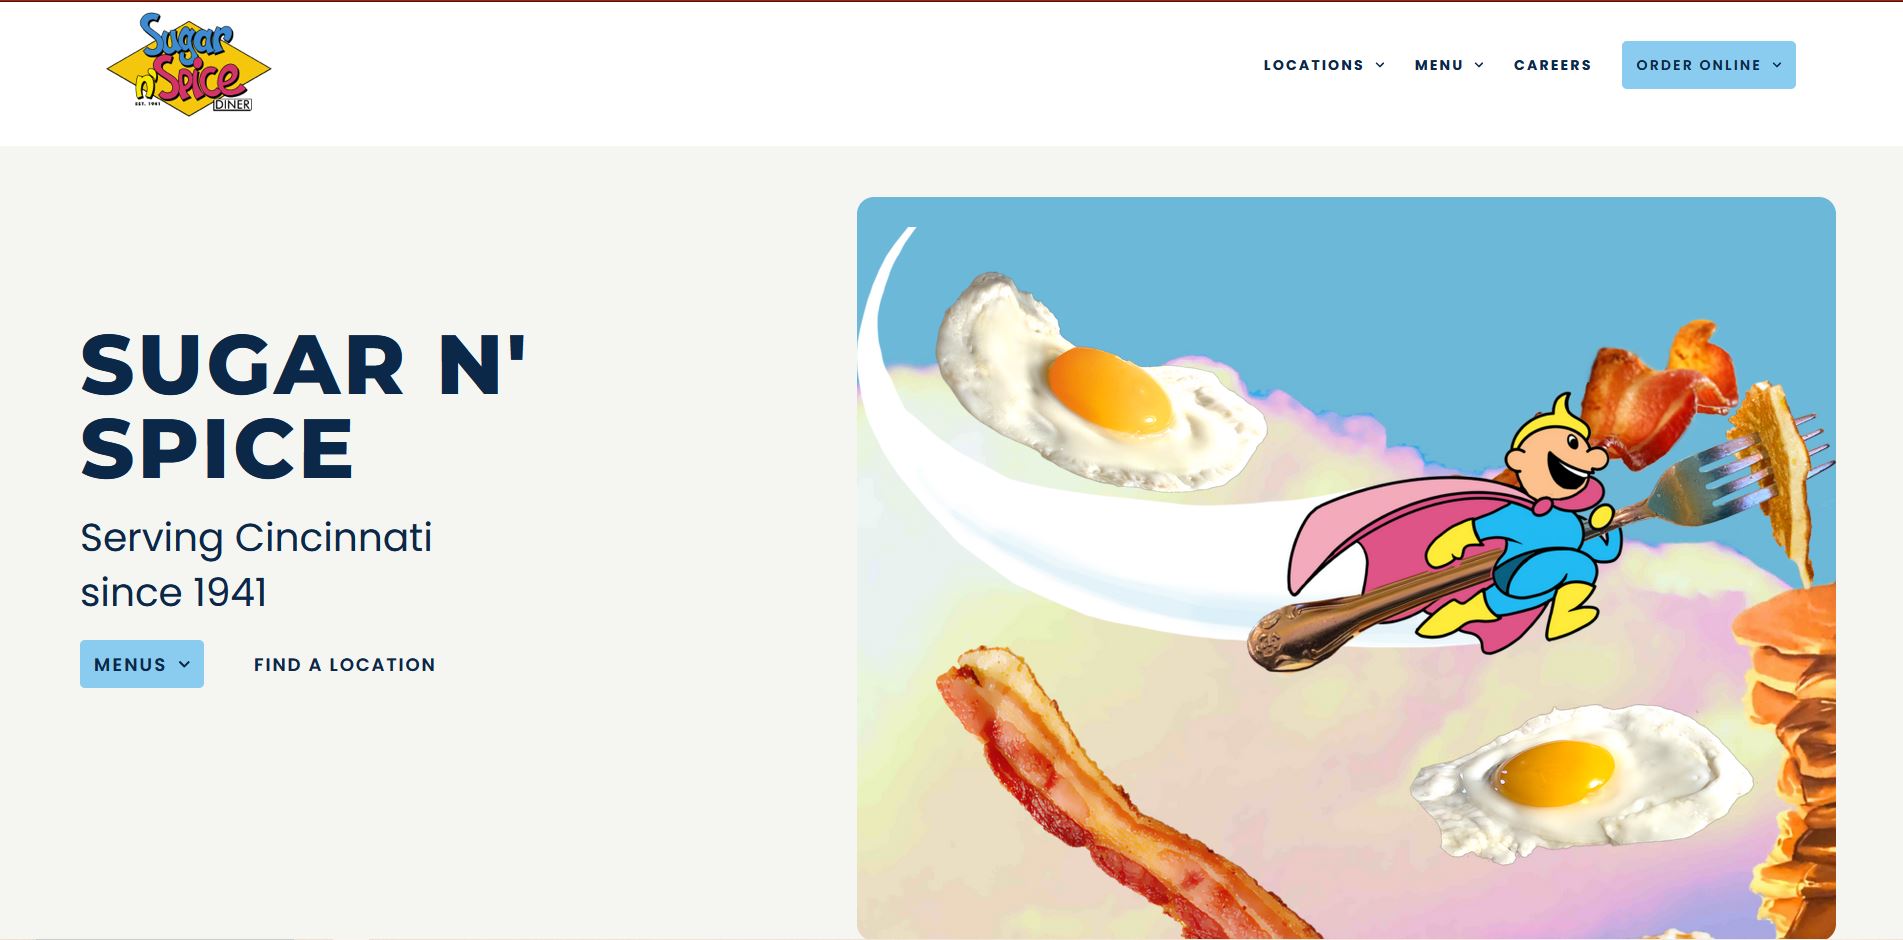 Sugar
n' Spice
EST. 1941
DINER
LOCATIONS
MENU
CAREERS
ORDER ONLINE
SUGAR N'
SPICE
Serving Cincinnati
since 1941
MENUS
FIND A LOCATION